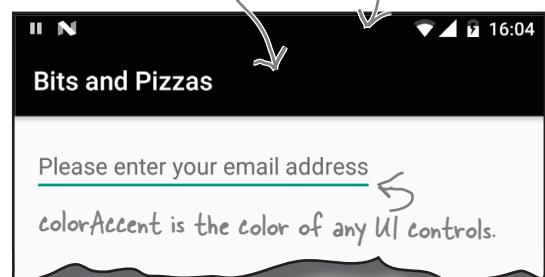 16:04
Bits and Pizzas
Please enter your email address
colorAccent is the color of any UI controls.